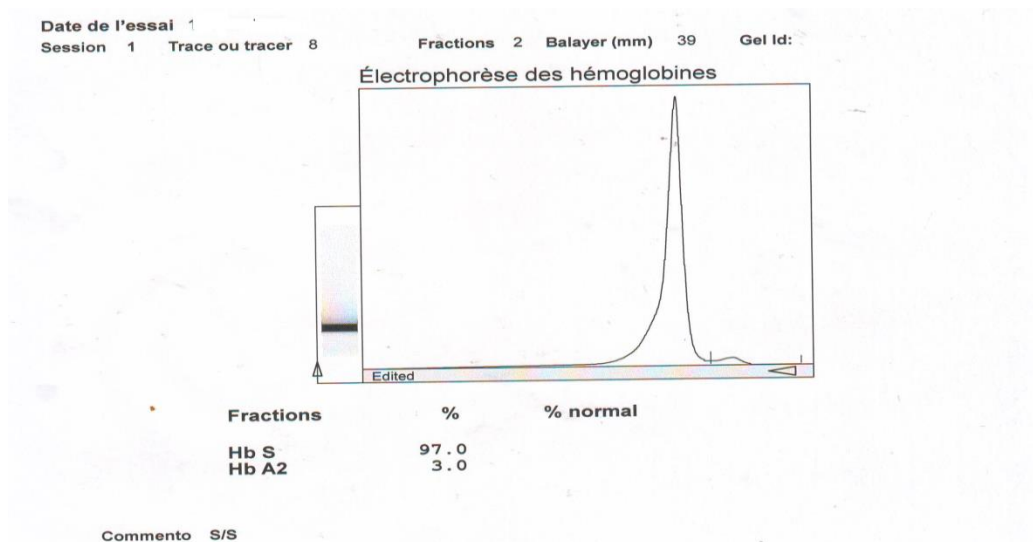 Date de l'essai 1
Session 1 Trace ou tracer 8 Fractions 2 Balayer (mm) 39 Gel Id:
Électrophorèse des hémoglobines
Edited
Fractions % % normal
Hb S 97.0
Hb A2 3.0
Commento S/S